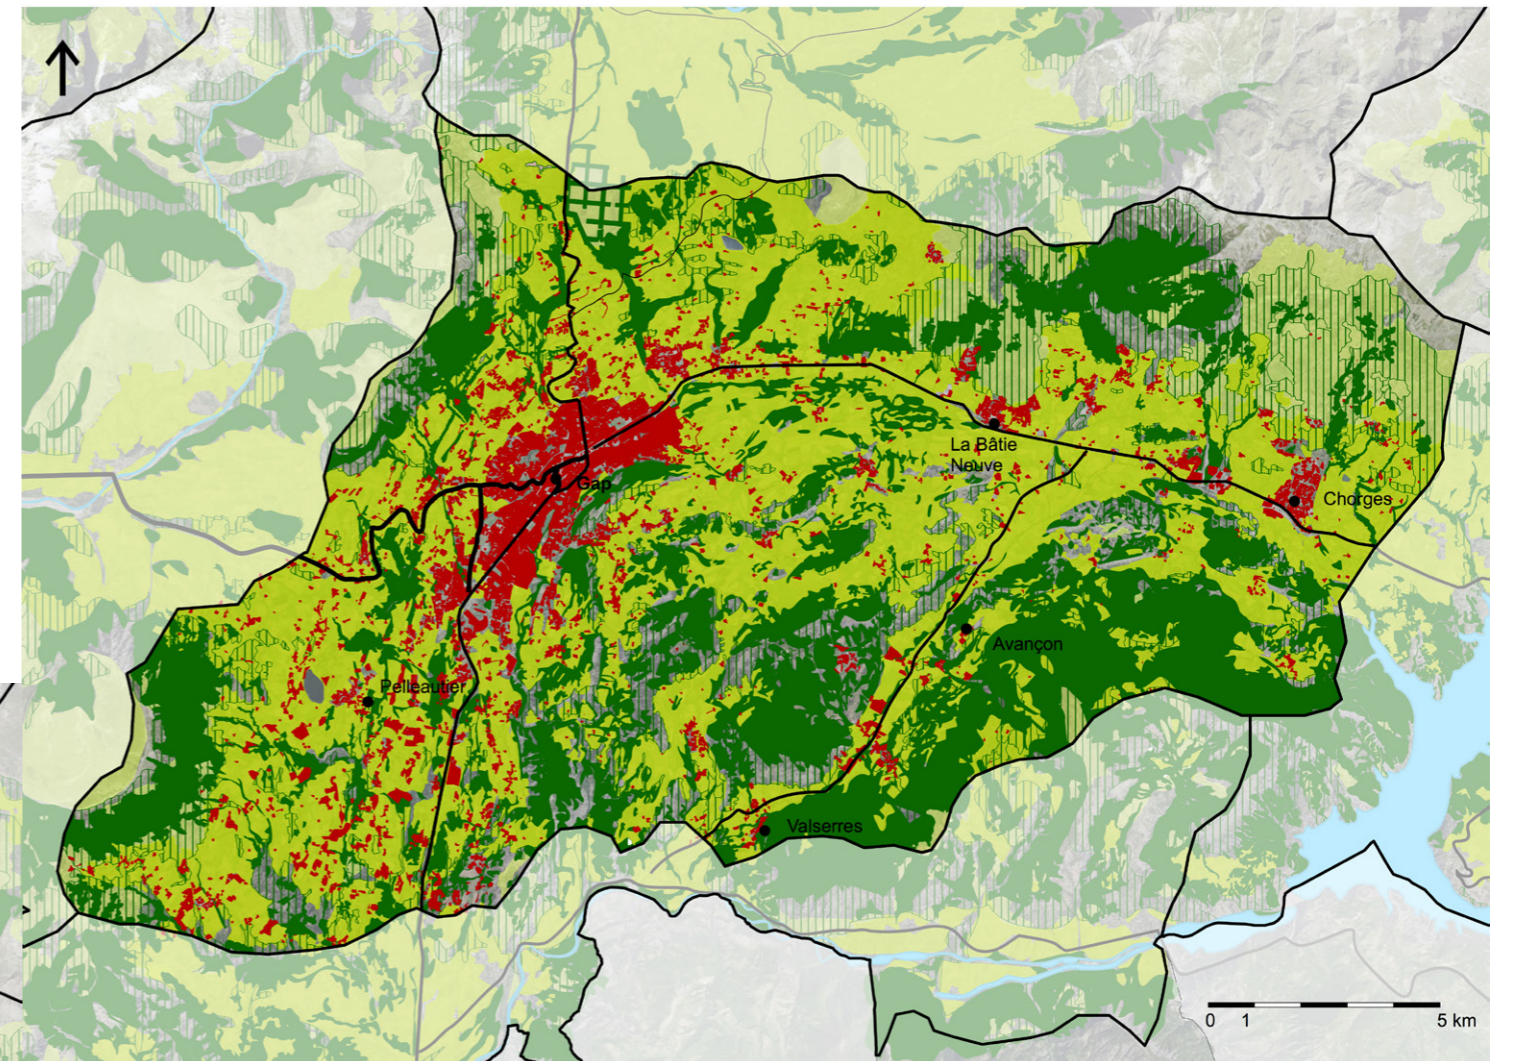 La Bâtie
Neuve
Gap
Chorges
Avançon
Pelleautier
Valserres
0 1 5 km